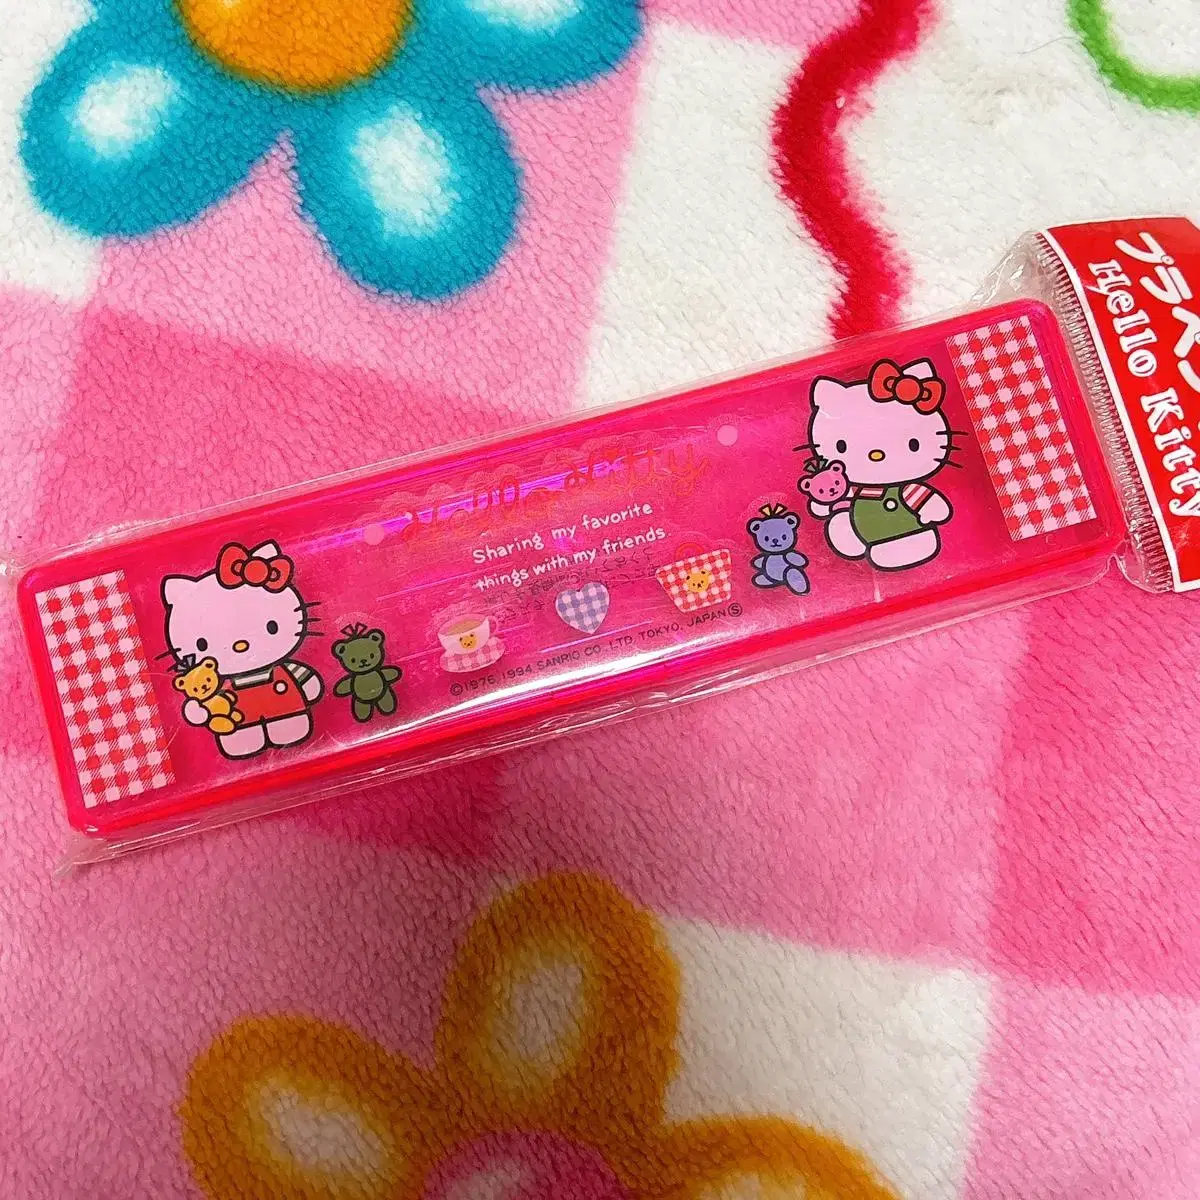 Hello Kitty
Sharing my favorite
things with my friends.
©1976, 1994 SANRIO CO., LTD. TOKYO, JAPAN Ⓢ
プラペン
Hello Kitty